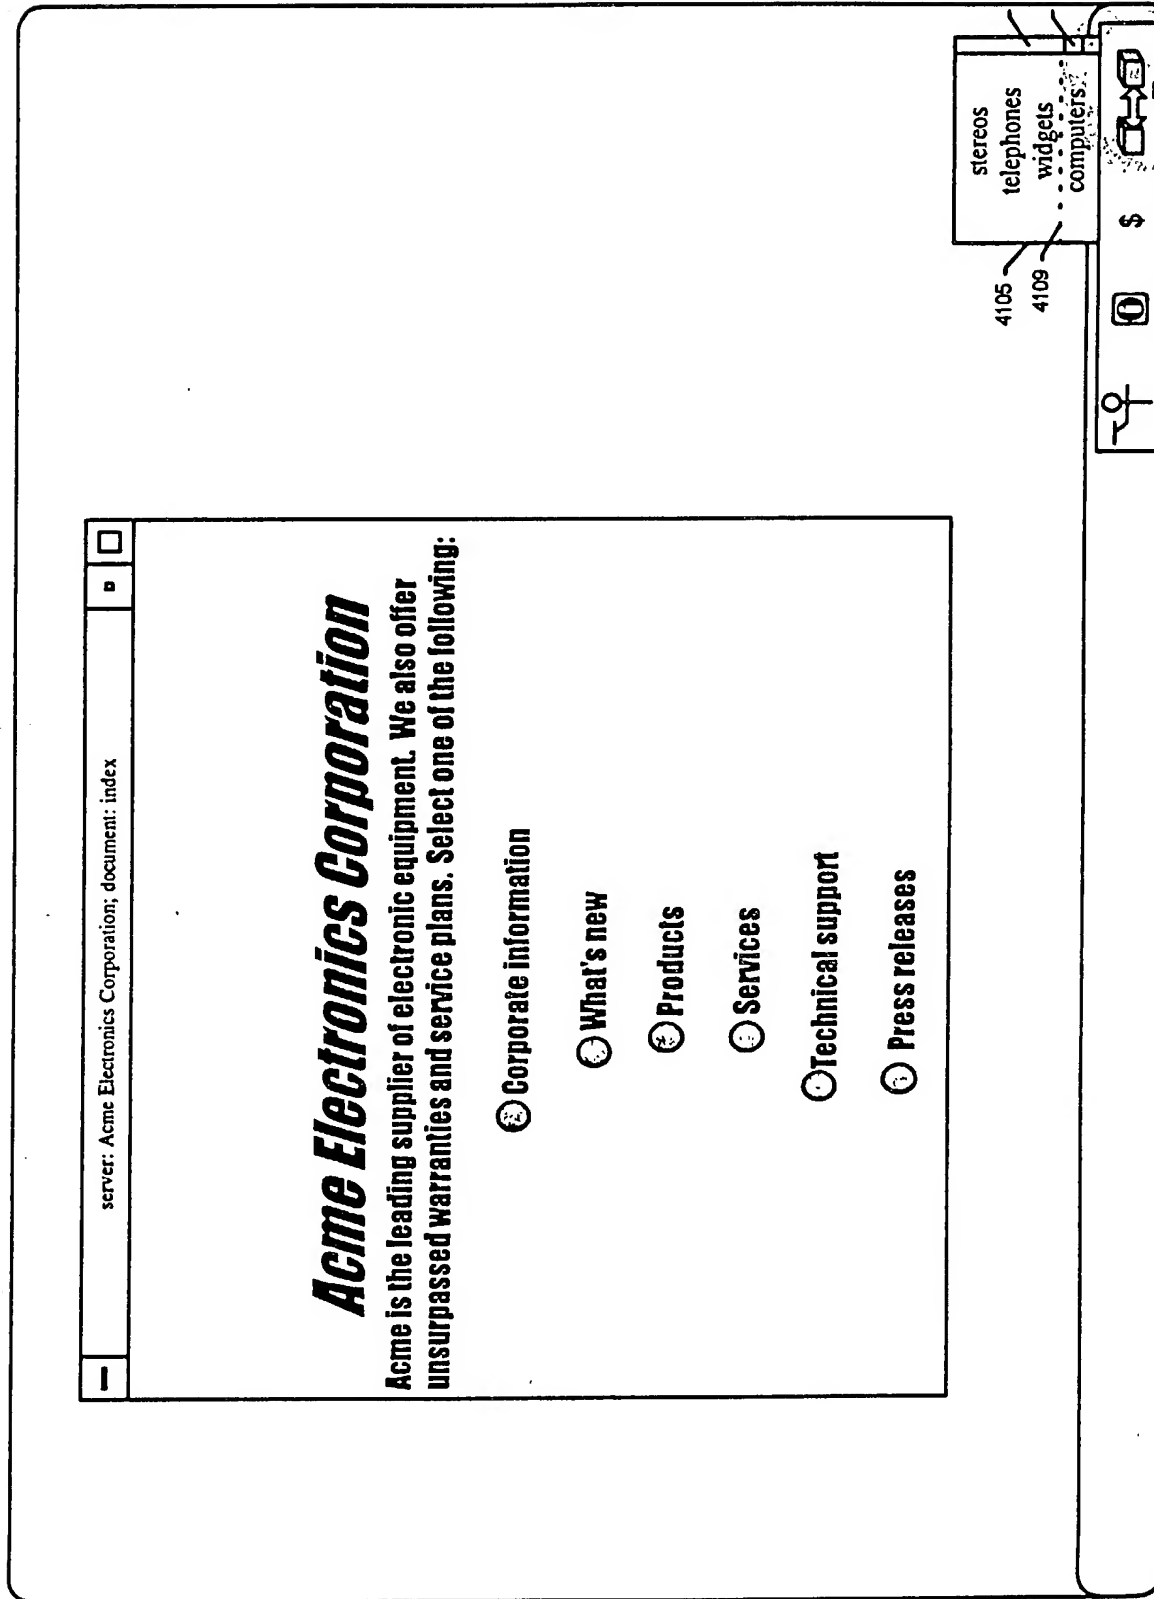 server: Acme Electronics Corporation; document: index
Acme Electronics Corporation
Acme is the leading supplier of electronic equipment. We also offer
unsurpassed warranties and service plans. Select one of the following:
Corporate information
What's new
Products
Services
Technical support
Press releases
stereos
telephones
widgets
computers
4105
4109
$